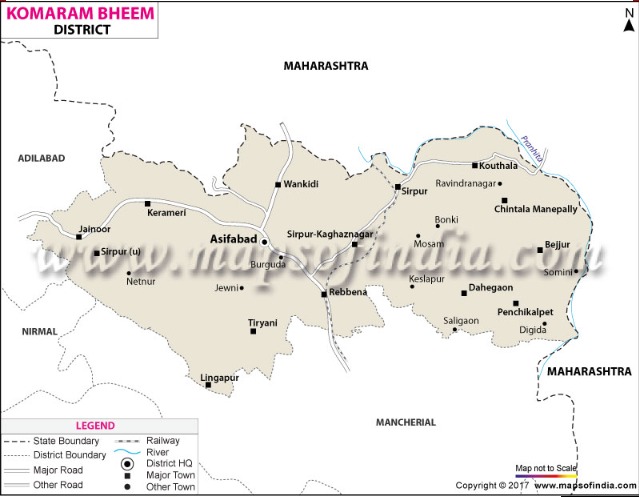 KOMARAM BHEEM
DISTRICT
N
MAHARASHTRA
ADILABAD
Pranhita
Kouthala
Wankidi
Sirpur
Ravindranagar
Kerameri
Chintala Manepally
Jainoor
Asifabad
Sirpur-Kaghaznagar
Bonki
Mosam
Sirpur (u)
Burguda
Bejjur
www.mapsofindia.com
Netnur
Jewni
Rebbena
Keslapur
Dahegaon
Somini
Penchikalpet
NIRMAL
Tiryani
Saligaon
Digida
Lingapur
MAHARASHTRA
MANCHERIAL
LEGEND
State Boundary
District Boundary
Major Road
Other Road
Railway
River
District HQ
Major Town
Other Town
Map not to Scale
Copyright © 2017 www.mapsofindia.com